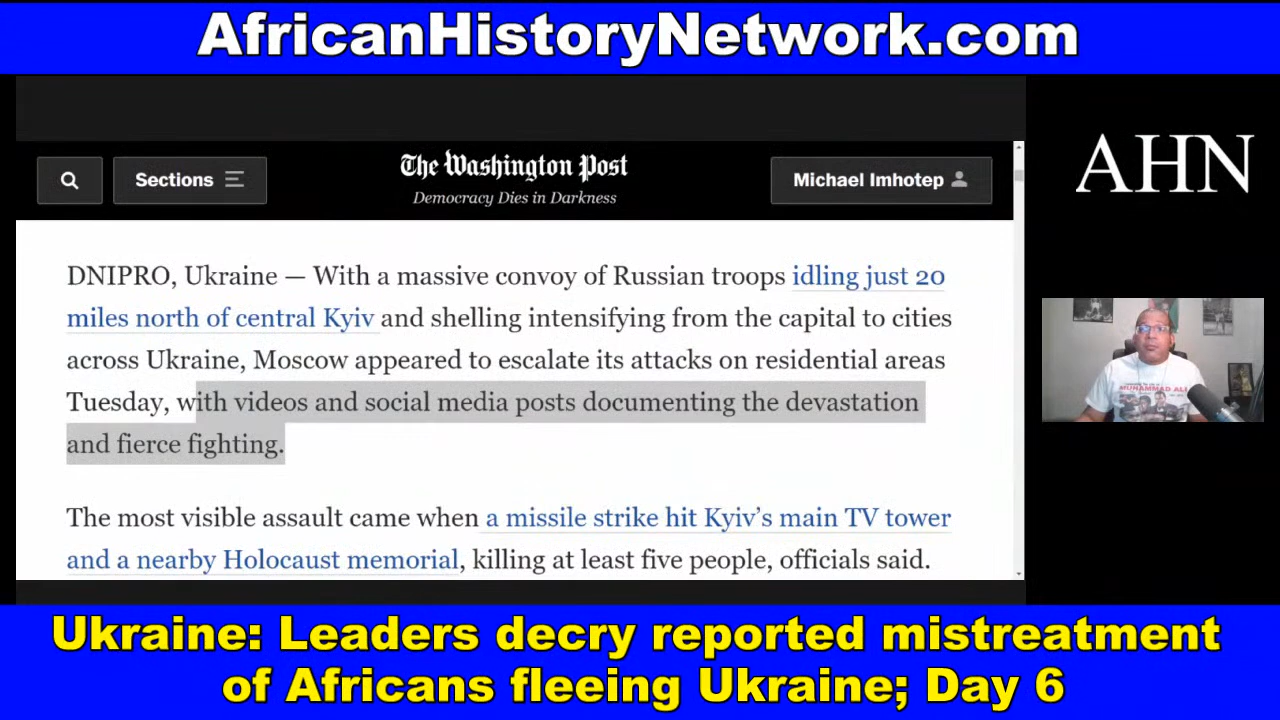 AfricanHistoryNetwork.com
The Washington Post
Democracy Dies in Darkness
Sections
Michael Imhotep
AHN
DNIPRO, Ukraine — With a massive convoy of Russian troops idling just 20
miles north of central Kyiv and shelling intensifying from the capital to cities
across Ukraine, Moscow appeared to escalate its attacks on residential areas
Tuesday, with videos and social media posts documenting the devastation
and fierce fighting.
The most visible assault came when a missile strike hit Kyiv’s main TV tower
and a nearby Holocaust memorial, killing at least five people, officials said.
MUHAMMAD ALI
Ukraine: Leaders decry reported mistreatment
of Africans fleeing Ukraine; Day 6